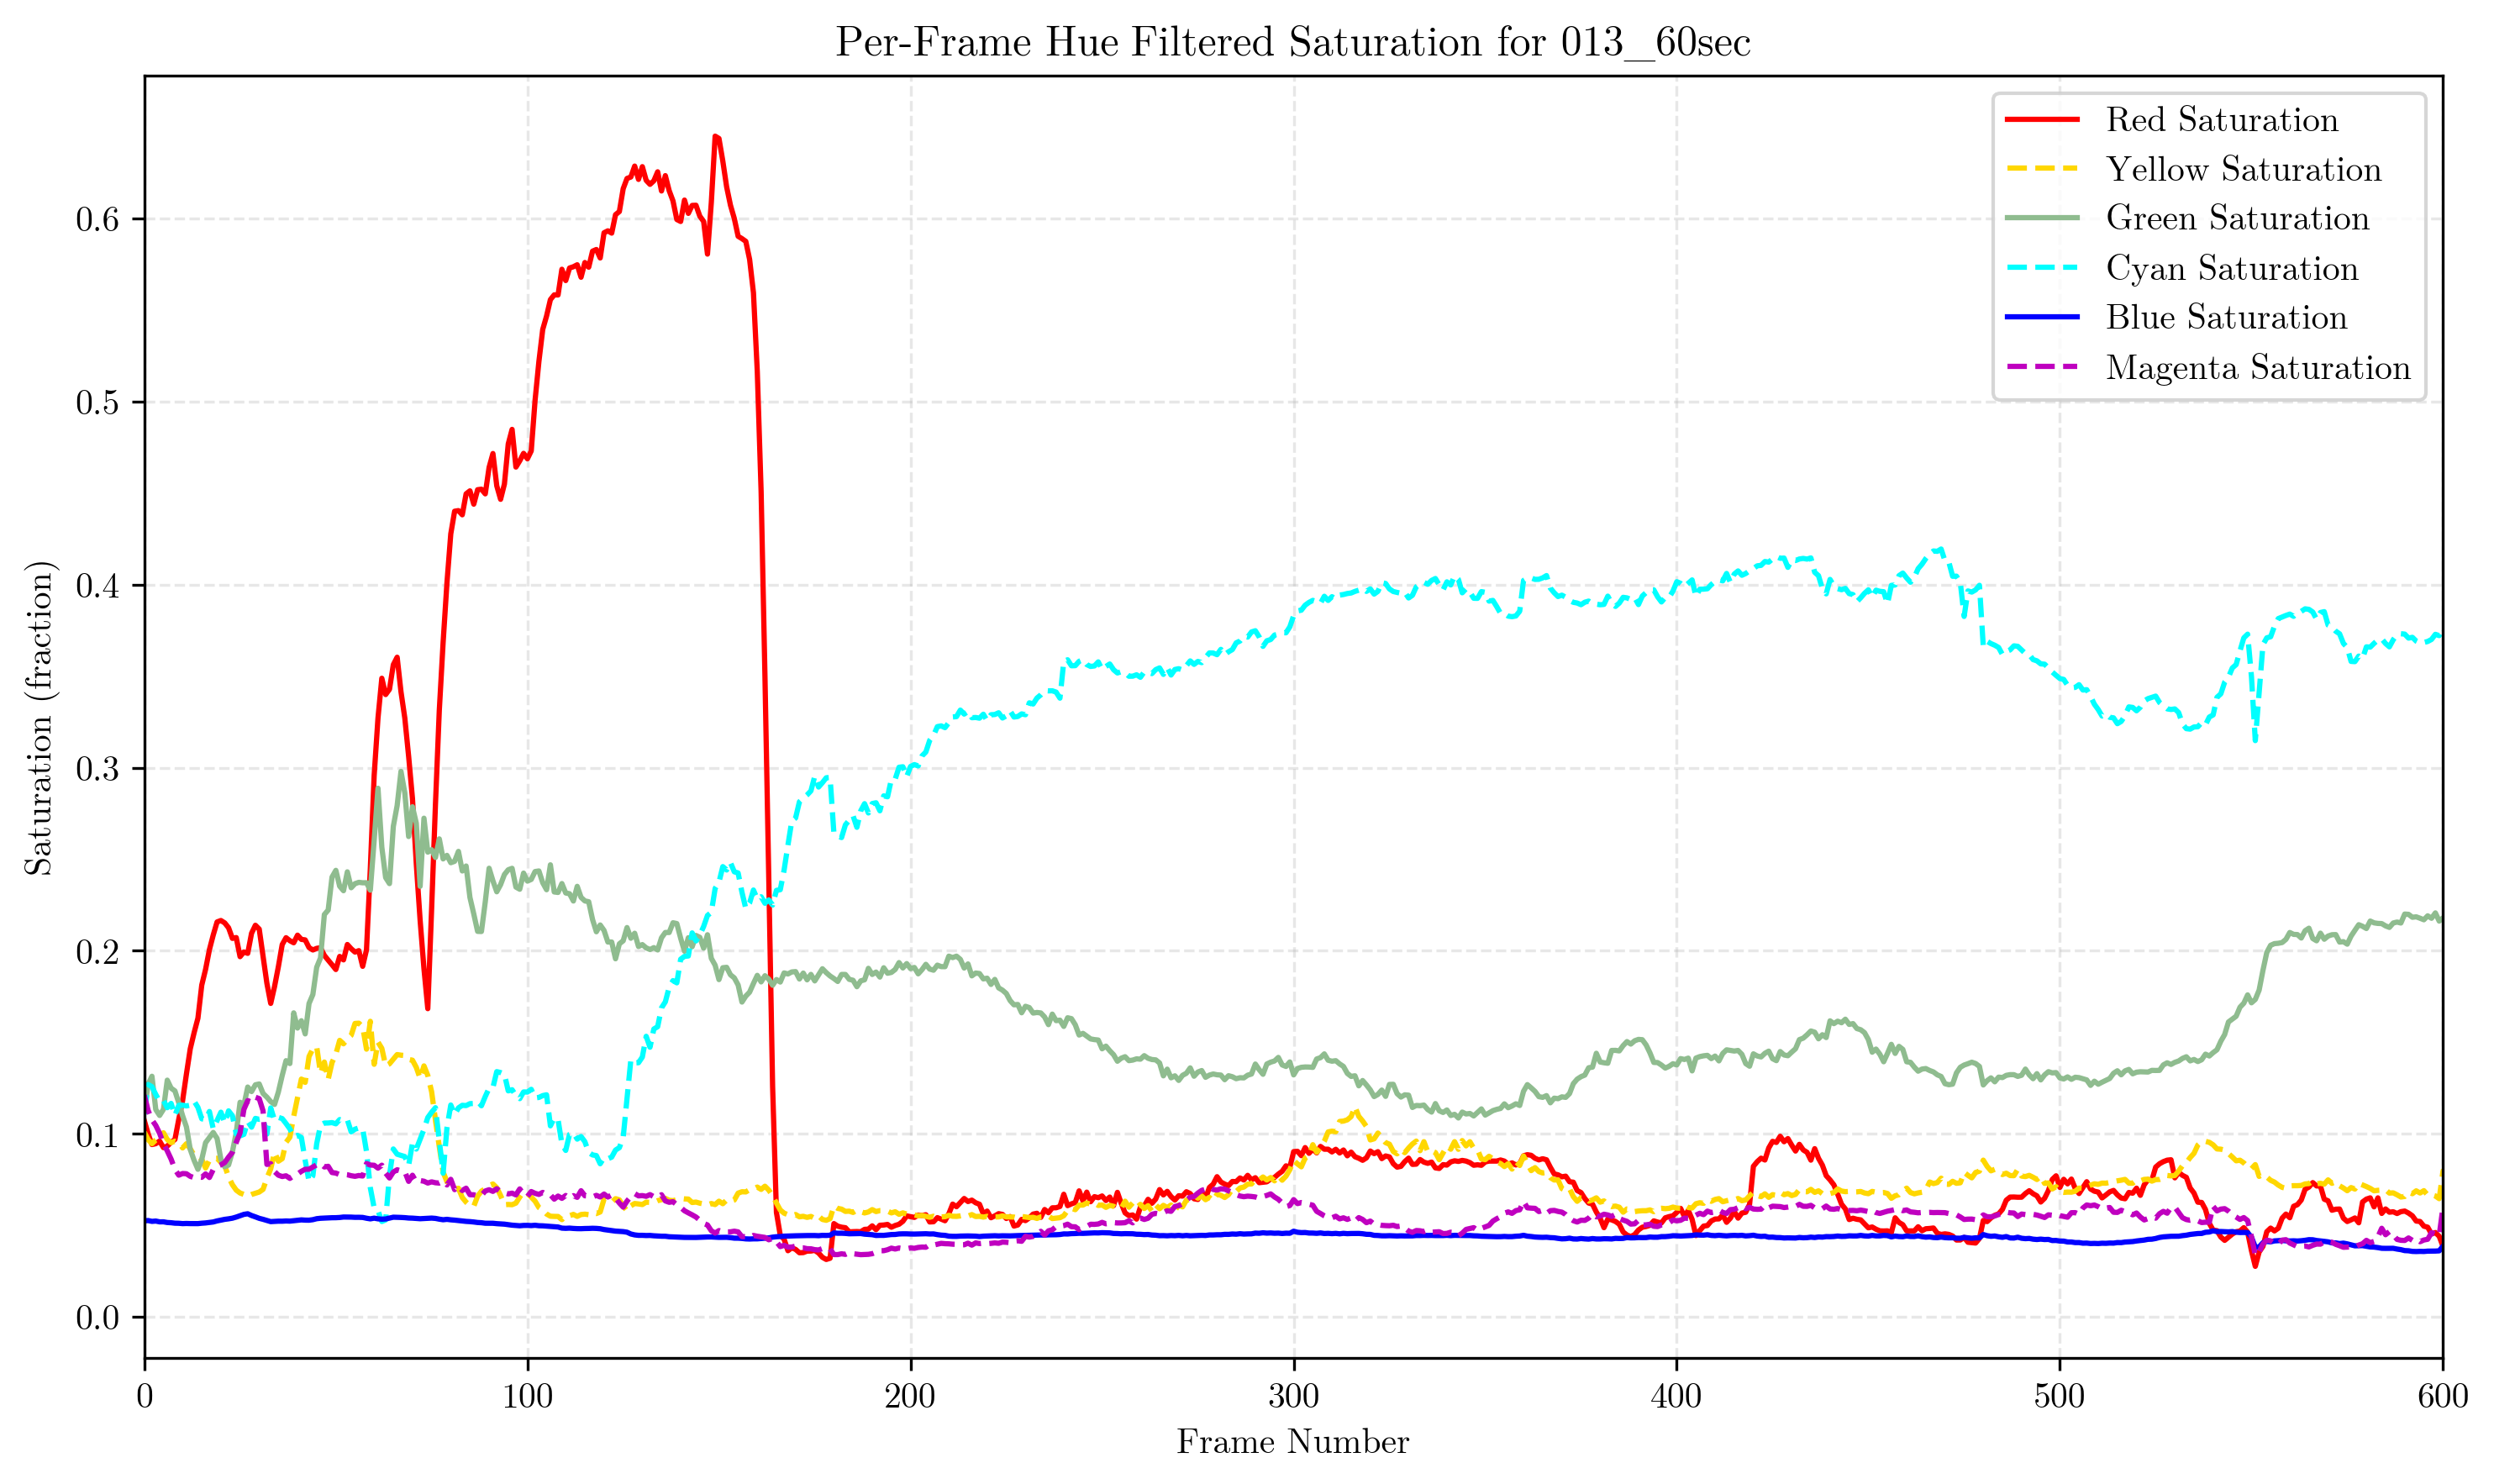 Per-Frame Hue Filtered Saturation for 013_60sec
Red Saturation
Yellow Saturation
Green Saturation
Cyan Saturation
Blue Saturation
Magenta Saturation
Saturation (fraction)
0.6
0.5
0.4
0.3
0.2
0.1
0.0
0 100 200 300 400 500 600
Frame Number